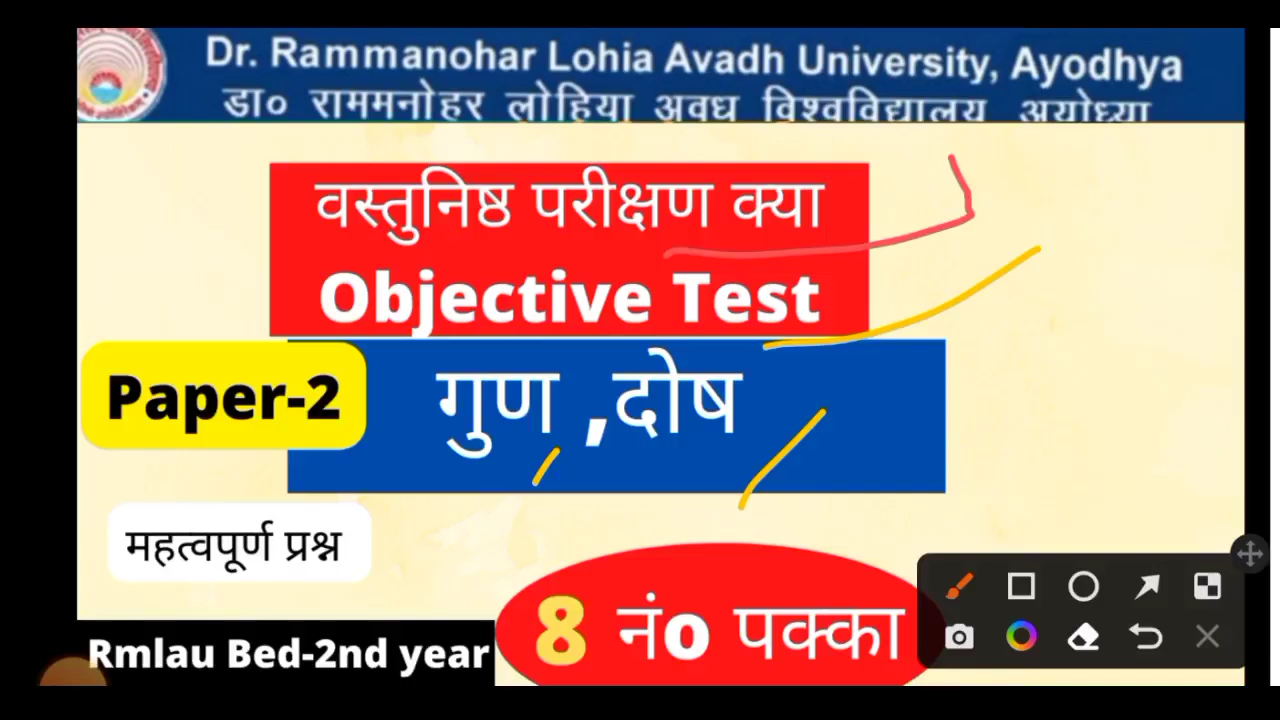 Dr. Rammanohar Lohia Avadh University, Ayodhya
डा० राममनोहर लोहिया अवध विश्वविद्यालय अयोध्या
वस्तुनिष्ठ परीक्षण क्या
Objective Test
Paper-2
गुण ,दोष
महत्वपूर्ण प्रश्न
8 नंo पक्का
Rmlau Bed-2nd year